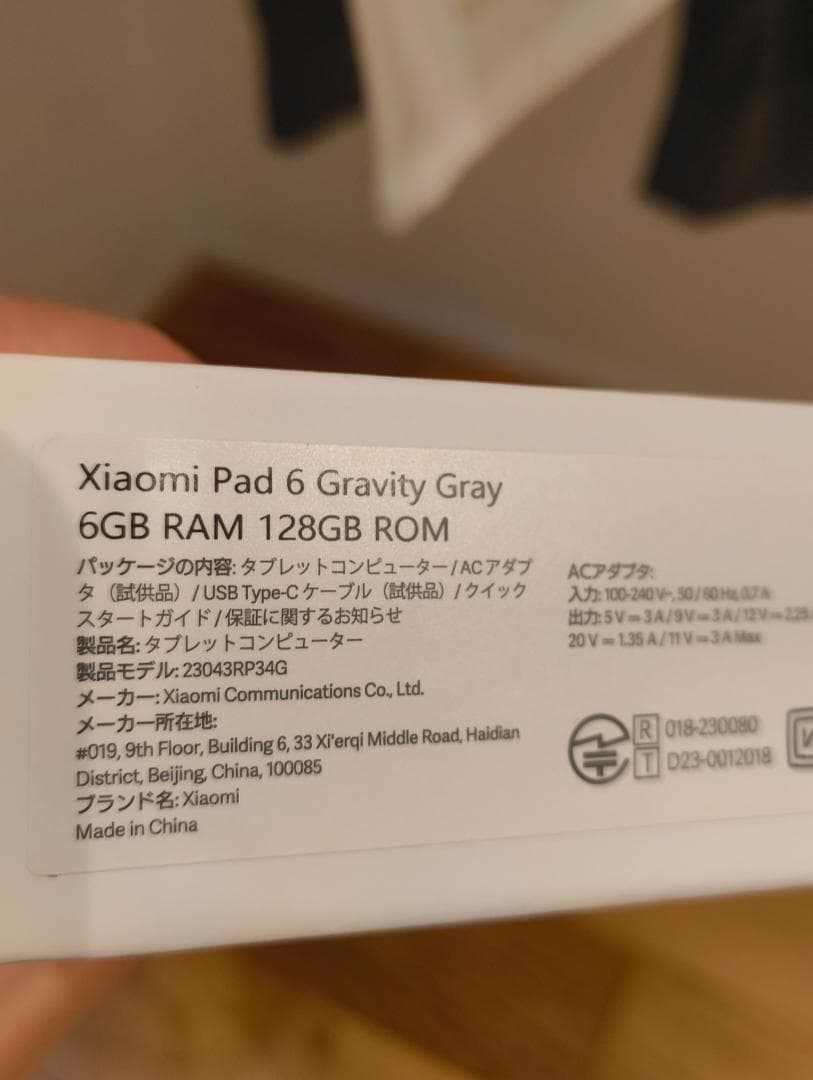 Xiaomi Pad 6 Gravity Gray
6GB RAM 128GB ROM
パッケージの内容: タブレットコンピューター / ACアダプ
タ（試供品）/ USB Type-C ケーブル（試供品）/ クイック
スタートガイド / 保証に関するお知らせ
製品名: タブレットコンピューター
製品モデル: 23043RP34G
メーカー: Xiaomi Communications Co., Ltd.
メーカー所在地:
#019, 9th Floor, Building 6, 33 Xi'erqi Middle Road, Haidian
District, Beijing, China, 100085
ブランド名: Xiaomi
Made in China
ACアダプタ:
入力: 100-240 V~, 50 / 60 Hz, 0.7 A
出力: 5 V ⎓ 3 A / 9 V ⎓ 3 A / 12 V ⎓ 2.25
20 V ⎓ 1.35 A / 11 V ⎓ 3 A Max
R 018-230080
T D23-0012018